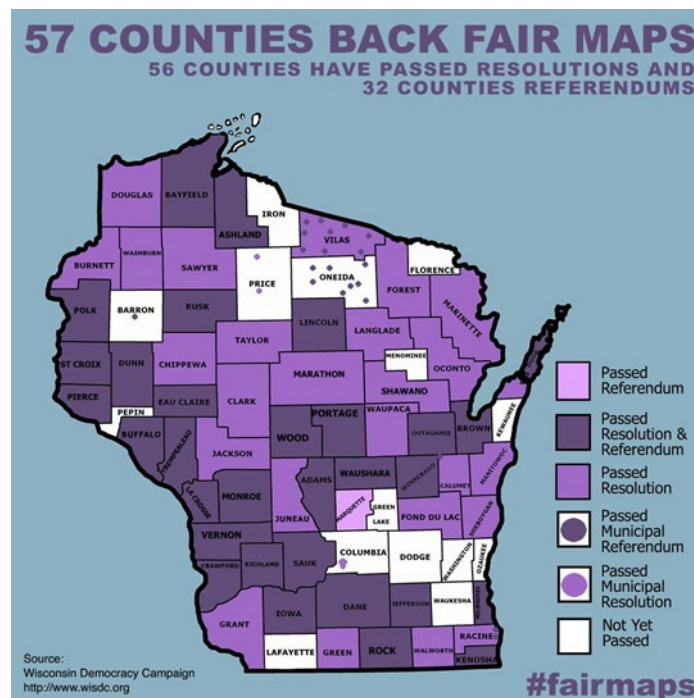 57 COUNTIES BACK FAIR MAPS
56 COUNTIES HAVE PASSED RESOLUTIONS AND
32 COUNTIES REFERENDUMS
DOUGLAS
BAYFIELD
IRON
ASHLAND
VILAS
BURNETT
WASHBURN
SAWYER
PRICE
ONEIDA
FLORENCE
FOREST
MARINETTE
POLK
BARRON
RUSK
LINCOLN
LANGLADE
TAYLOR
MENOMINEE
OCONTO
ST CROIX
DUNN
CHIPPEWA
MARATHON
SHAWANO
PIERCE
PEPIN
EAU CLAIRE
CLARK
WAUPACA
KEWAUNEE
BUFFALO
TREMPEALEAU
JACKSON
WOOD
PORTAGE
OUTAGAMIE
BROWN
LA CROSSE
MONROE
JUNEAU
ADAMS
WAUSHARA
WINNEBAGO
CALUMET
MANITOWOC
MARQUETTE
GREEN
LAKE
FOND DU LAC
SHEBOYGAN
VERNON
CRAWFORD
RICHLAND
SAUK
COLUMBIA
DODGE
WASHINGTON
OZAUKEE
GRANT
IOWA
DANE
JEFFERSON
WAUKESHA
MILWAUKEE
LAFAYETTE
GREEN
ROCK
WALWORTH
RACINE
KENOSHA
Passed
Referendum
Passed
Resolution &
Referendum
Passed
Resolution
Passed
Municipal
Referendum
Passed
Municipal
Resolution
Not Yet
Passed
Source:
Wisconsin Democracy Campaign
http://www.wisdc.org
#fairmaps